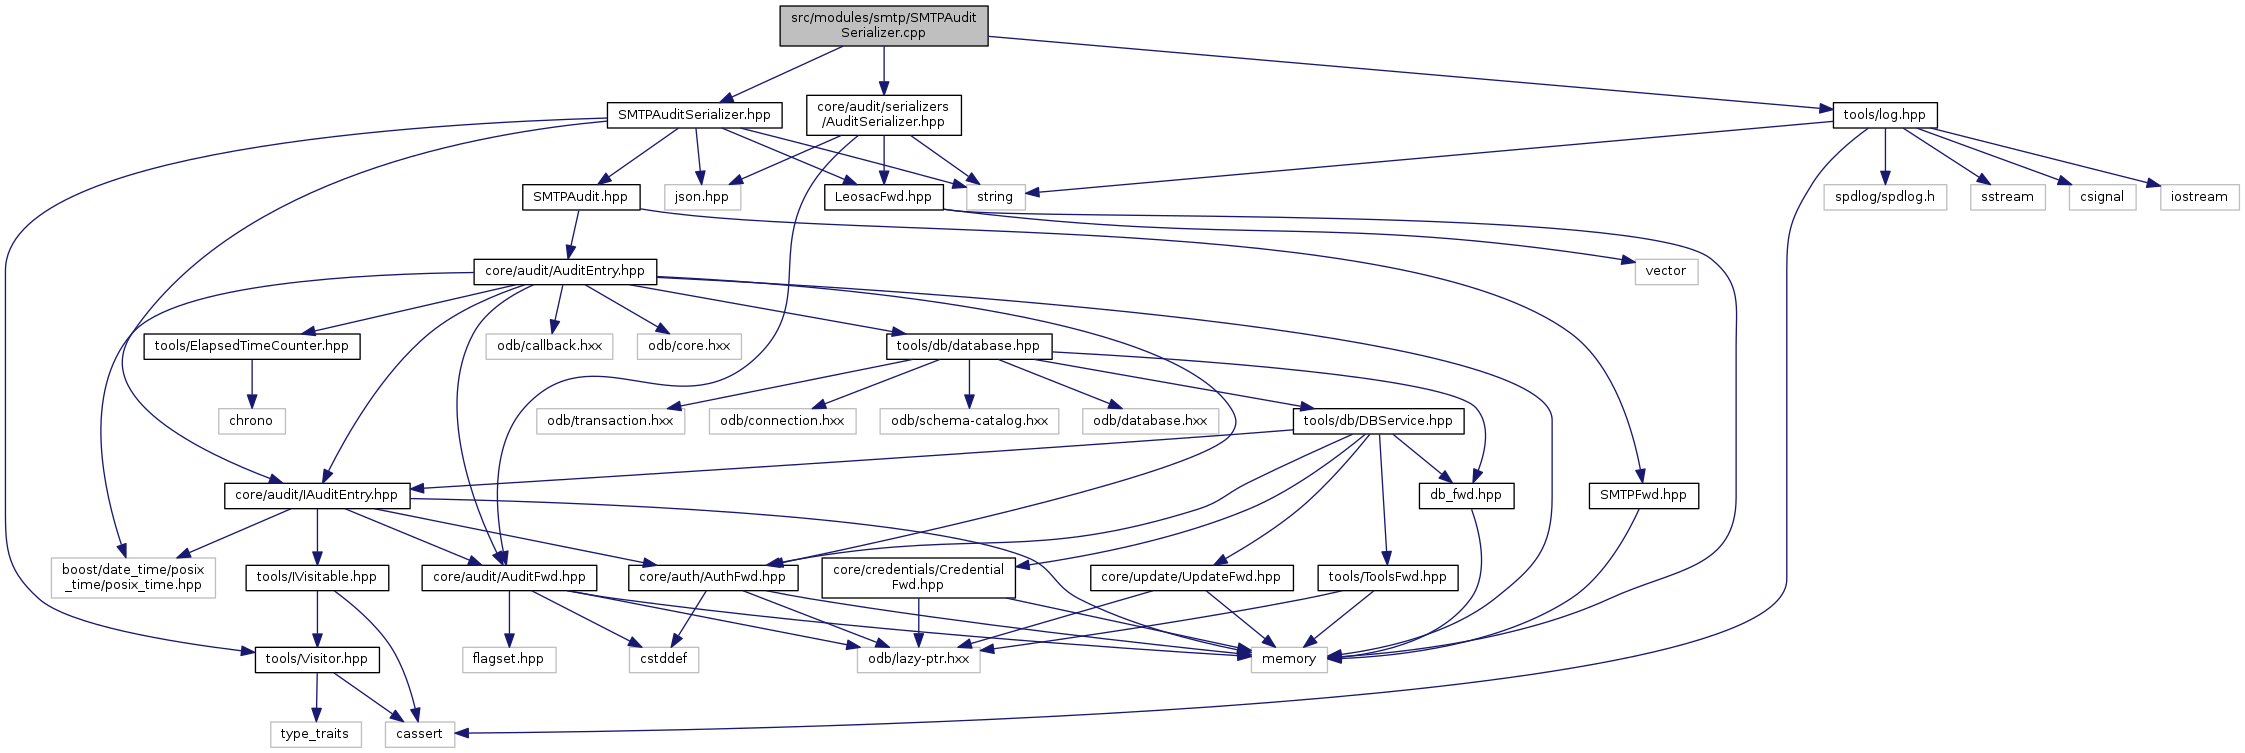 src/modules/smtp/SMTPAudit
Serializer.cpp
SMTPAuditSerializer.hpp
core/audit/serializers
/AuditSerializer.hpp
tools/log.hpp
SMTPAudit.hpp
json.hpp
LeosacFwd.hpp
string
spdlog/spdlog.h
sstream
csignal
iostream
core/audit/AuditEntry.hpp
vector
tools/ElapsedTimeCounter.hpp
odb/callback.hxx
odb/core.hxx
tools/db/database.hpp
chrono
odb/transaction.hxx
odb/connection.hxx
odb/schema-catalog.hxx
odb/database.hxx
tools/db/DBService.hpp
core/audit/IAuditEntry.hpp
db_fwd.hpp
SMTPFwd.hpp
boost/date_time/posix
_time/posix_time.hpp
tools/IVisitable.hpp
core/audit/AuditFwd.hpp
core/auth/AuthFwd.hpp
core/credentials/Credential
Fwd.hpp
core/update/UpdateFwd.hpp
tools/ToolsFwd.hpp
tools/Visitor.hpp
flagset.hpp
cstddef
odb/lazy-ptr.hxx
memory
type_traits
cassert